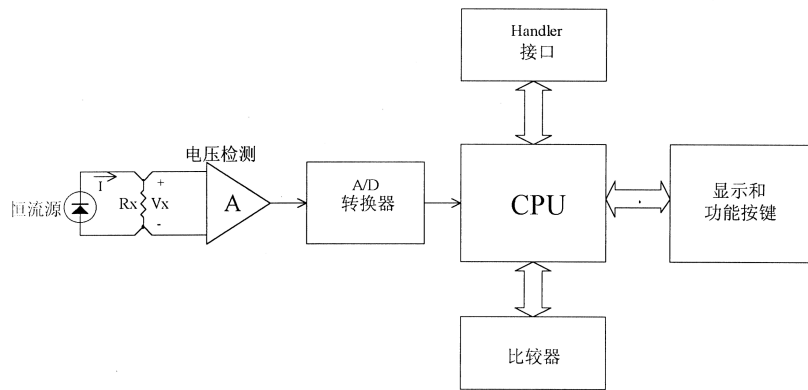 Handler
接口
电压检测
恒流源
I
Rx
+
Vx
-
A
A/D
转换器
CPU
显示和
功能按键
比较器